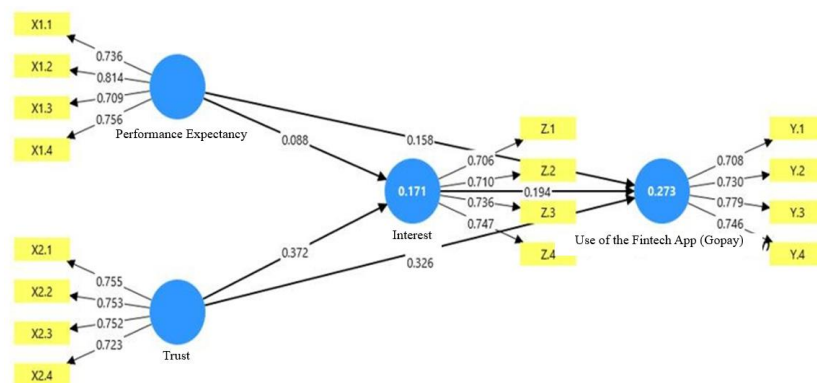 X1.1
0.736
X1.2
0.814
X1.3
0.709
0.756
X1.4
Performance Expectancy
0.158
0.088
Z.1
0.706
Z.2
0.710
0.171
0.194
0.736
Z.3
0.747
Z.4
Interest
Y.1
0.708
Y.2
0.730
0.273
0.779
Y.3
0.746
Y.4
Use of the Fintech App (Gopay)
0.372
0.326
X2.1
0.755
X2.2
0.753
0.752
X2.3
0.723
X2.4
Trust